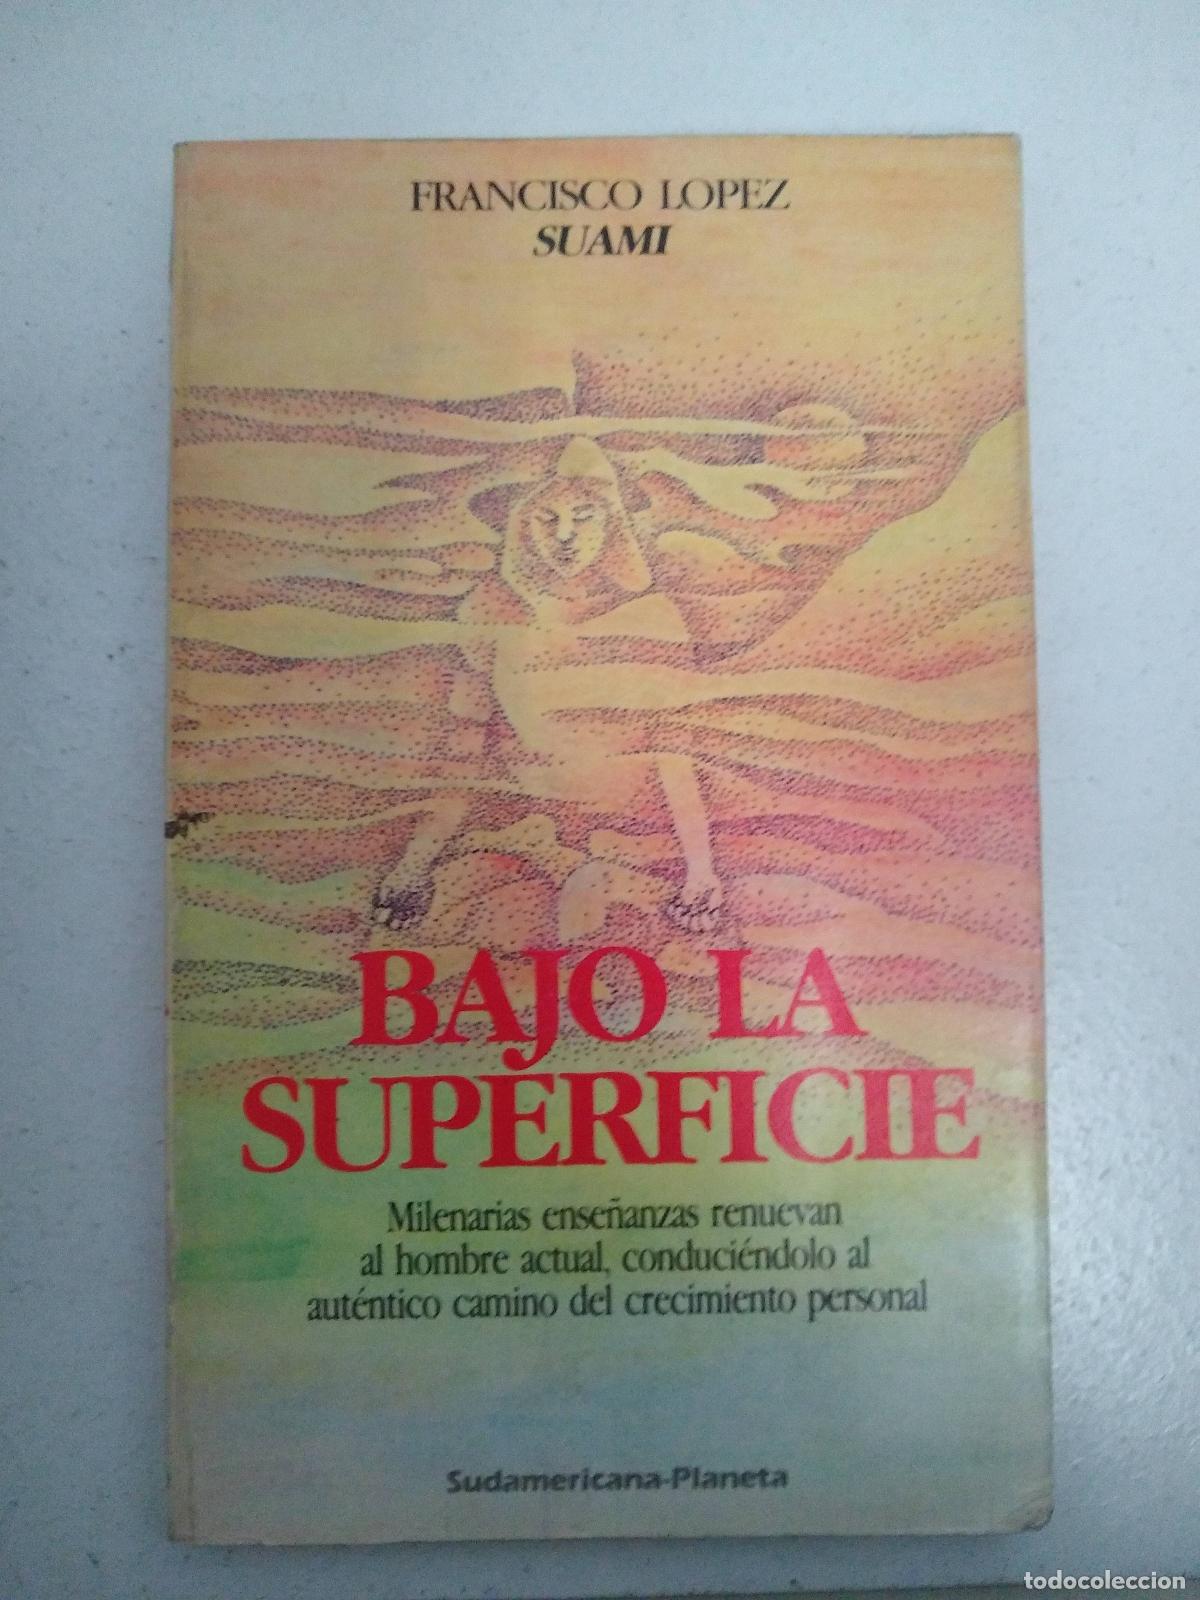 FRANCISCO LOPEZ
SUAMI
BAJO LA
SUPERFICIE
Milenarias enseñanzas renuevan
al hombre actual, conduciéndolo al
auténtico camino del crecimiento personal
Sudamericana-Planeta
todocoleccion